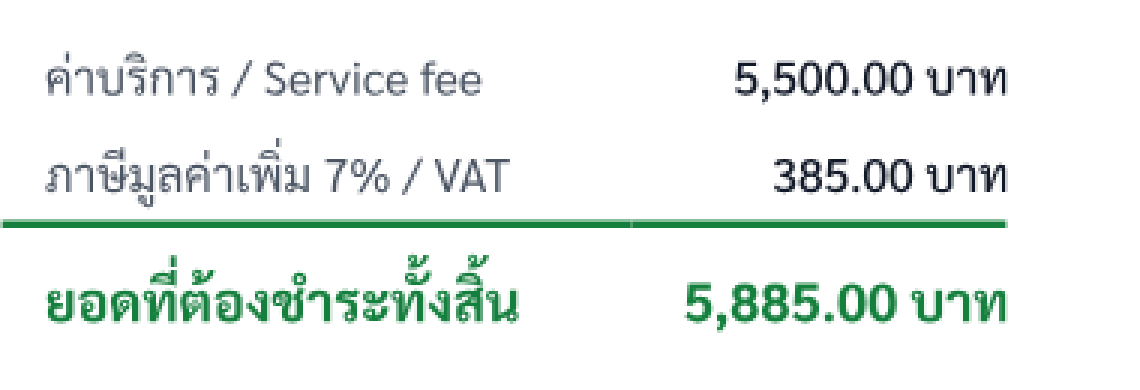 ค่าบริการ / Service fee 5,500.00 บาท
ภาษีมูลค่าเพิ่ม 7% / VAT 385.00 บาท
ยอดที่ต้องชำระทั้งสิ้น 5,885.00 บาท